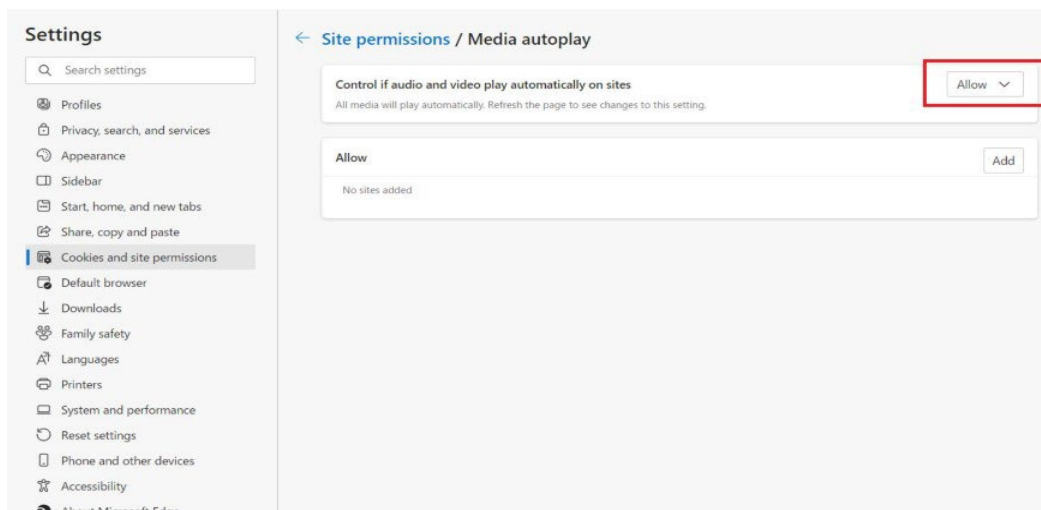 Settings
Search settings
Profiles
Privacy, search, and services
Appearance
Sidebar
Start, home, and new tabs
Share, copy and paste
Cookies and site permissions
Default browser
Downloads
Family safety
Languages
Printers
System and performance
Reset settings
Phone and other devices
Accessibility
About Microsoft Edge
Site permissions / Media autoplay
Control if audio and video play automatically on sites
Allow
All media will play automatically. Refresh the page to see changes to this setting.
Allow
Add
No sites added